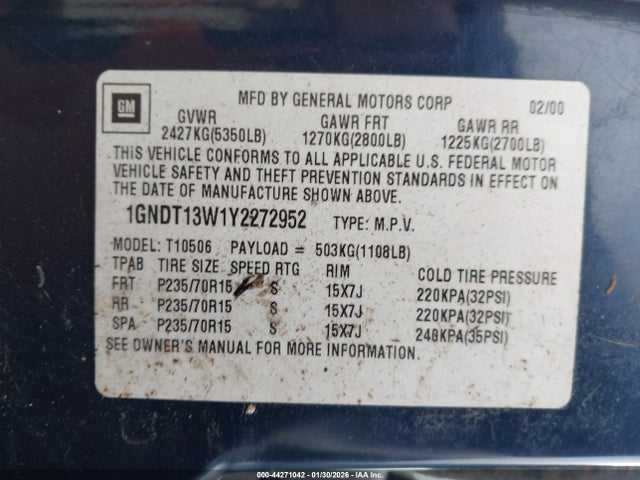 GM
MFD BY GENERAL MOTORS CORP 02/00
GVWR GAWR FRT GAWR RR
2427KG(5350LB) 1270KG(2800LB) 1225KG(2700LB)
THIS VEHICLE CONFORMS TO ALL APPLICABLE U.S. FEDERAL MOTOR
VEHICLE SAFETY AND THEFT PREVENTION STANDARDS IN EFFECT ON
THE DATE OF MANUFACTURE SHOWN ABOVE.
1GNDT13W1Y2272952 TYPE: M.P.V.
MODEL: T10506 PAYLOAD = 503KG(1108LB)
TPAB TIRE SIZE SPEED RTG RIM COLD TIRE PRESSURE
FRT P235/70R15 S 15X7J 220KPA(32PSI)
RR P235/70R15 S 15X7J 220KPA(32PSI)
SPA P235/70R15 S 15X7J 240KPA(35PSI)
SEE OWNER'S MANUAL FOR MORE INFORMATION.
000-44271042 - 01/30/2026 - IAA Inc.